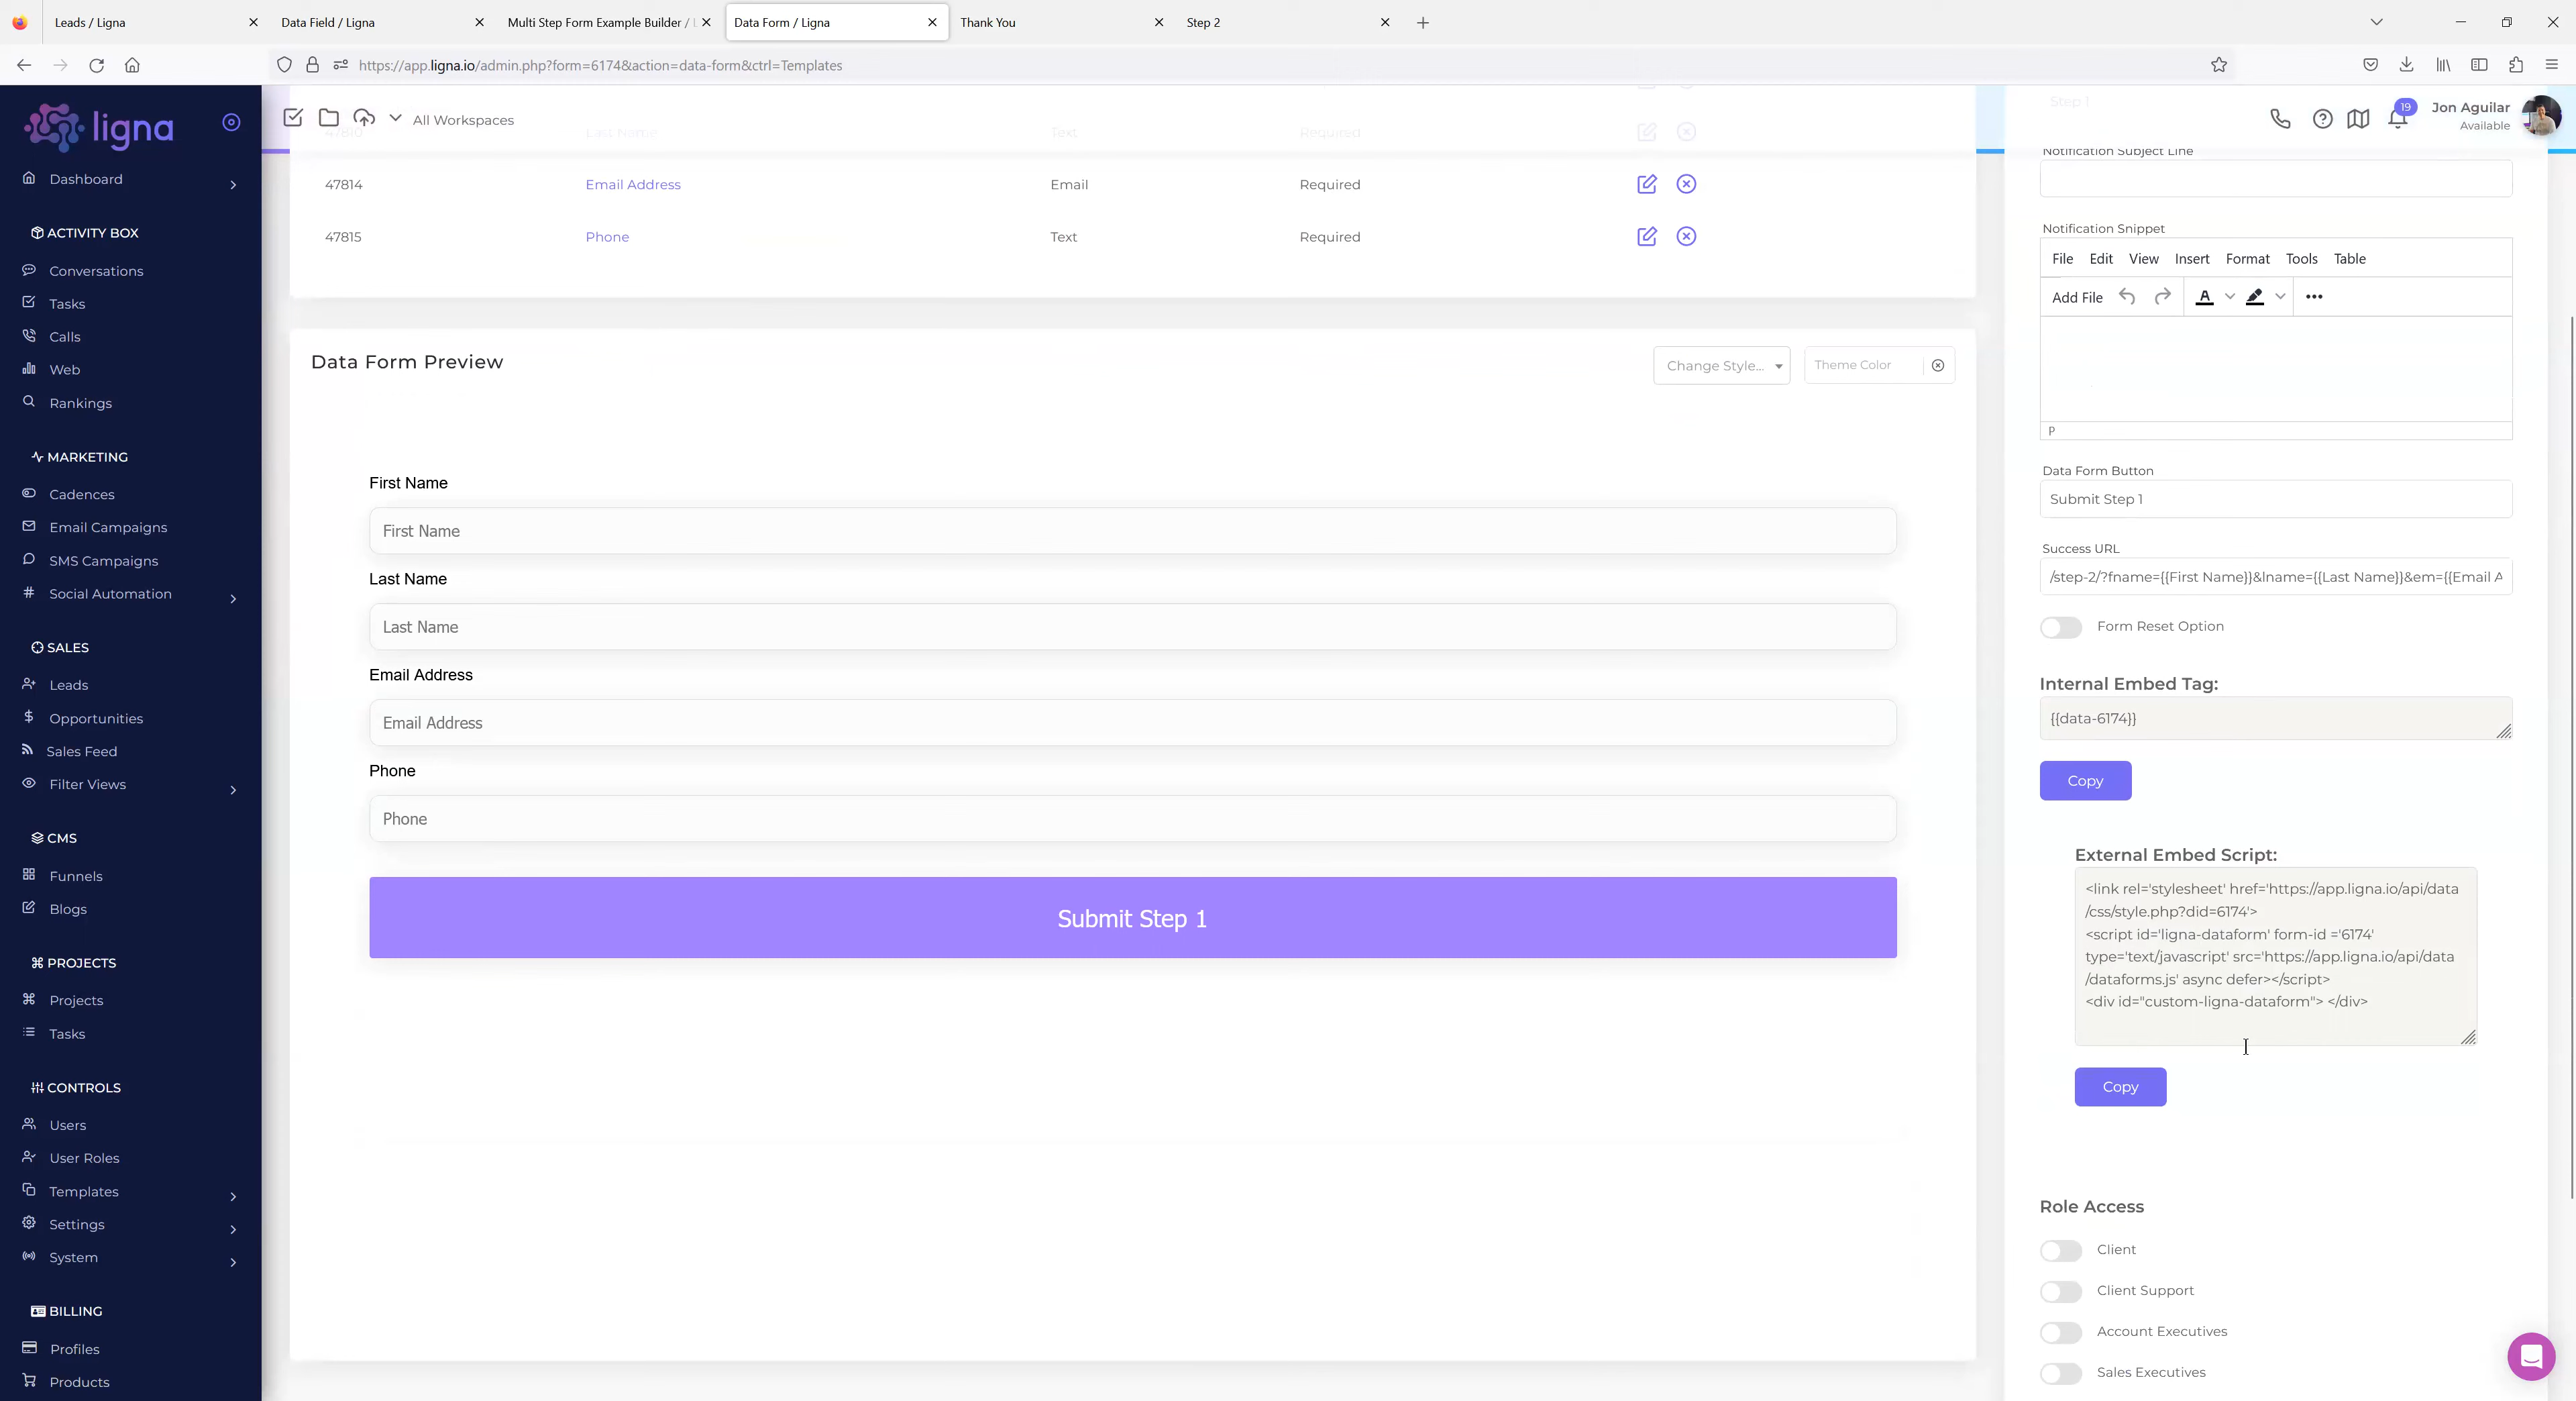 Leads / Ligna
Data Field / Ligna
Multi Step Form Example Builder /
Data Form / Ligna
Thank You
Step 2
https://app.ligna.io/admin.php?form=6174&action=data-form&ctrl=Templates
ligna
Dashboard
ACTIVITY BOX
Conversations
Tasks
Calls
Web
Rankings
MARKETING
Cadences
Email Campaigns
SMS Campaigns
Social Automation
SALES
Leads
Opportunities
Sales Feed
Filter Views
CMS
Funnels
Blogs
PROJECTS
Projects
Tasks
CONTROLS
Users
User Roles
Templates
Settings
System
BILLING
Profiles
Products
All Workspaces
19
Jon Aguilar
Available
47810 Last Name Text Required
47814 Email Address Email Required
47815 Phone Text Required
Data Form Preview
Change Style...
Theme Color
First Name
First Name
Last Name
Last Name
Email Address
Email Address
Phone
Phone
Submit Step 1
Step 1
Notification Subject Line
Notification Snippet
File Edit View Insert Format Tools Table
Add File A
P
Data Form Button
Submit Step 1
Success URL
/step-2/?fname={{First Name}}&lname={{Last Name}}&em={{Email A
Form Reset Option
Internal Embed Tag:
{{data-6174}}
Copy
External Embed Script:
<link rel='stylesheet' href='https://app.ligna.io/api/data
/css/style.php?did=6174'>
<script id='ligna-dataform' form-id ='6174'
type='text/javascript' src='https://app.ligna.io/api/data
/dataforms.js' async defer></script>
<div id="custom-ligna-dataform"> </div>
Copy
Role Access
Client
Client Support
Account Executives
Sales Executives